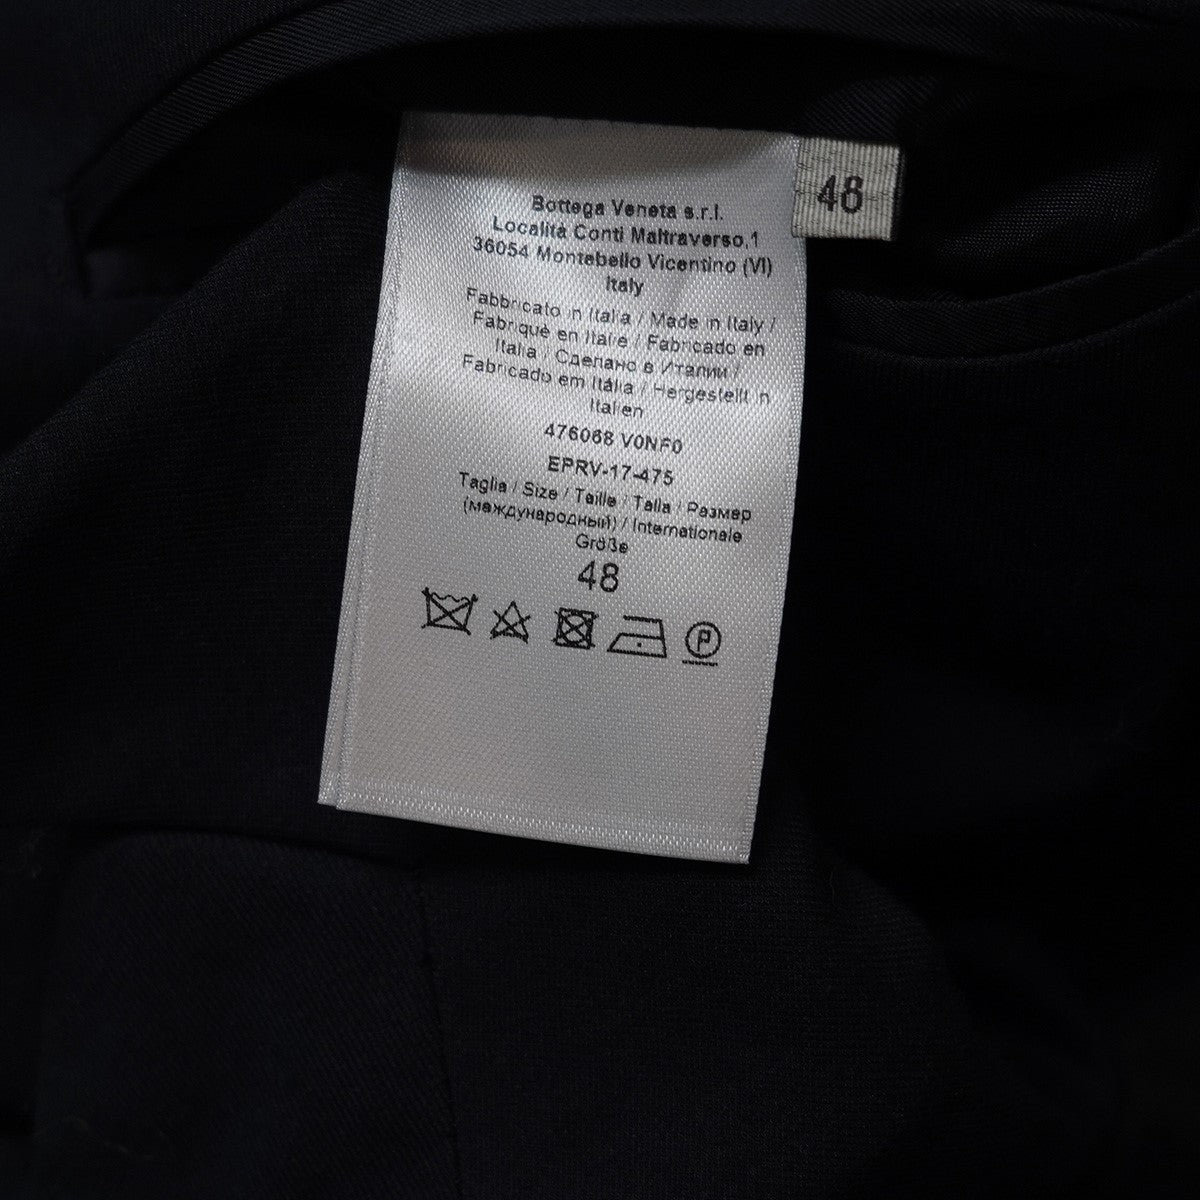 Bottega Veneta s.r.l.
Località Conti Maltraverso,1
36054 Montebello Vicentino (VI)
Italy
Fabbricato in Italia / Made in Italy /
Fabriqué en Italie / Fabricado en
Italia / Сделано в Италии /
Fabricado em Itália / Hergestellt in
Italien
476068 V0NF0
EPRV-17-475
Taglia / Size / Taille / Talla / Размер
(международный) / Internationale
Größe
48
P
48